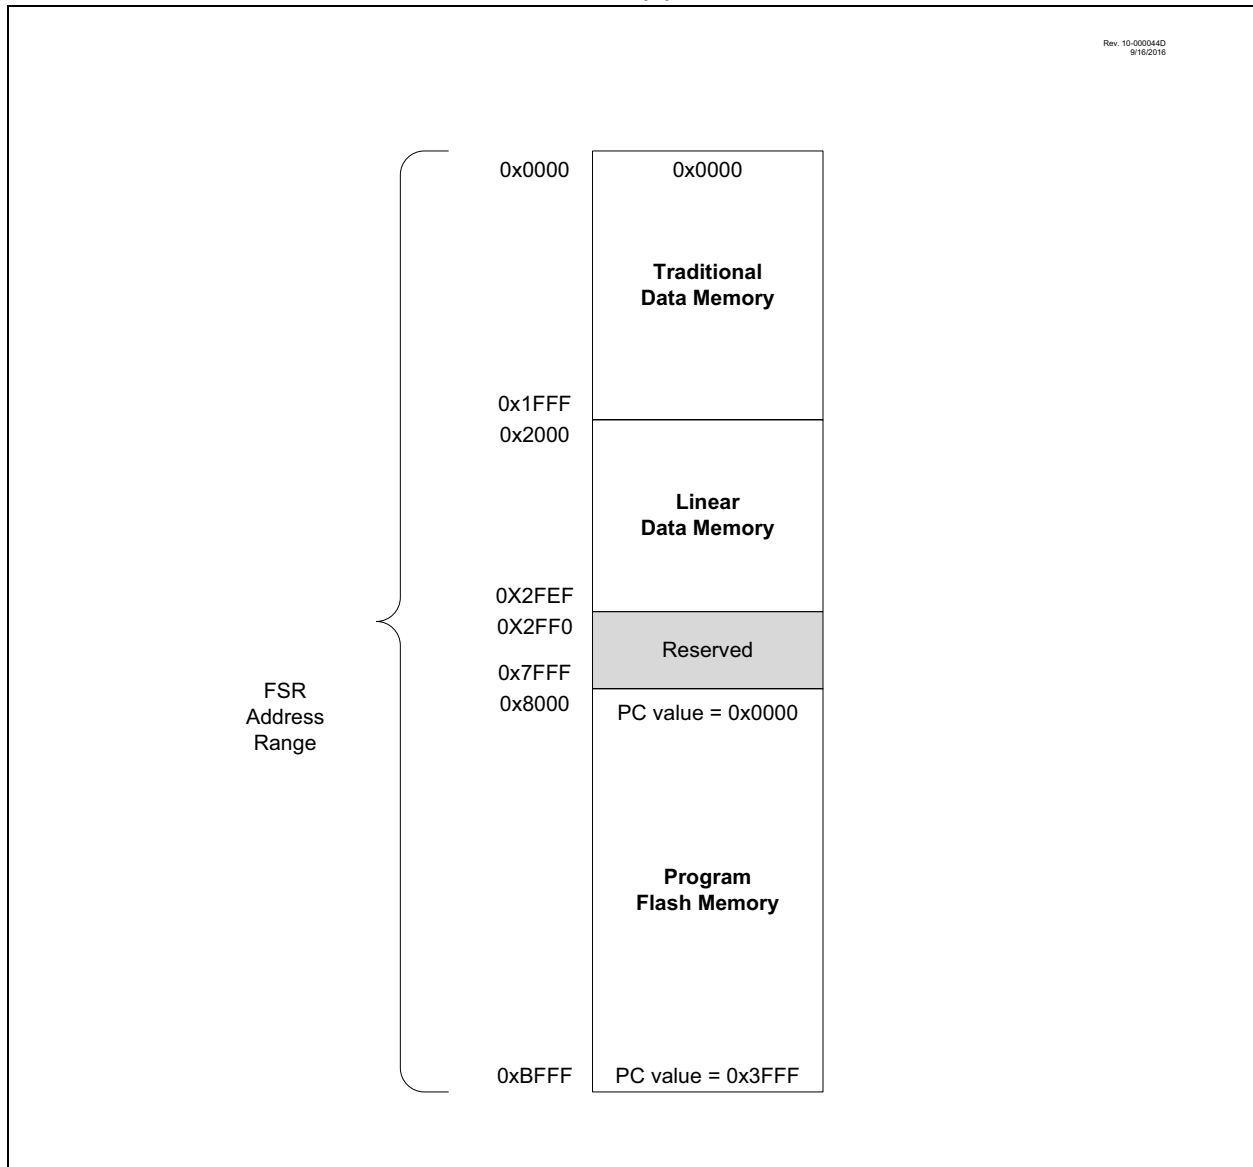 Rev. 10-000044D
9/16/2016
0x0000
0x0000
Traditional
Data Memory
0x1FFF
0x2000
Linear
Data Memory
0X2FEF
0X2FF0
Reserved
0x7FFF
0x8000
PC value = 0x0000
FSR
Address
Range
Program
Flash Memory
0xBFFF
PC value = 0x3FFF